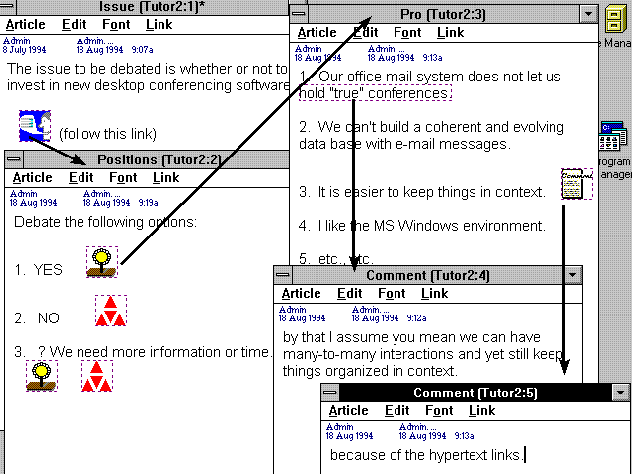 Issue (Tutor2:1)*
Article Edit Font Link
Admin Admin. ...
8 July 1994 13 Aug 1994 9:07a
The issue to be debated is whether or not to
invest in new desktop conferencing software
(follow this link)
Positions (Tutor2:2)
Article Edit Font Link
Admin Admin. ...
18 Aug 1994 18 Aug 1994 9:19a
Debate the following options:
1. YES
2. NO
3. ? We need more information or time.
Pro (Tutor2:3)
Article Edit Font Link
Admin Admin. ...
18 Aug 1994 18 Aug 1994 9:13a
1. Our office mail system does not let us
hold "true" conferences
2. We can't build a coherent and evolving
data base with e-mail messages.
3. It is easier to keep things in context.
Commu
4. I like the MS Windows environment.
5. etc., etc.
Comment (Tutor2:4)
Article Edit Font Link
Admin Admin. ...
18 Aug 1994 18 Aug 1994 9:12a
by that I assume you mean we can have
many-to-many interactions and yet still keep
things organized in context.
Comment (Tutor2:5)
Article Edit Font Link
Admin Admin. ...
18 Aug 1994 18 Aug 1994 9:13a
because of the hypertext links.
e Mana
rogram
anager